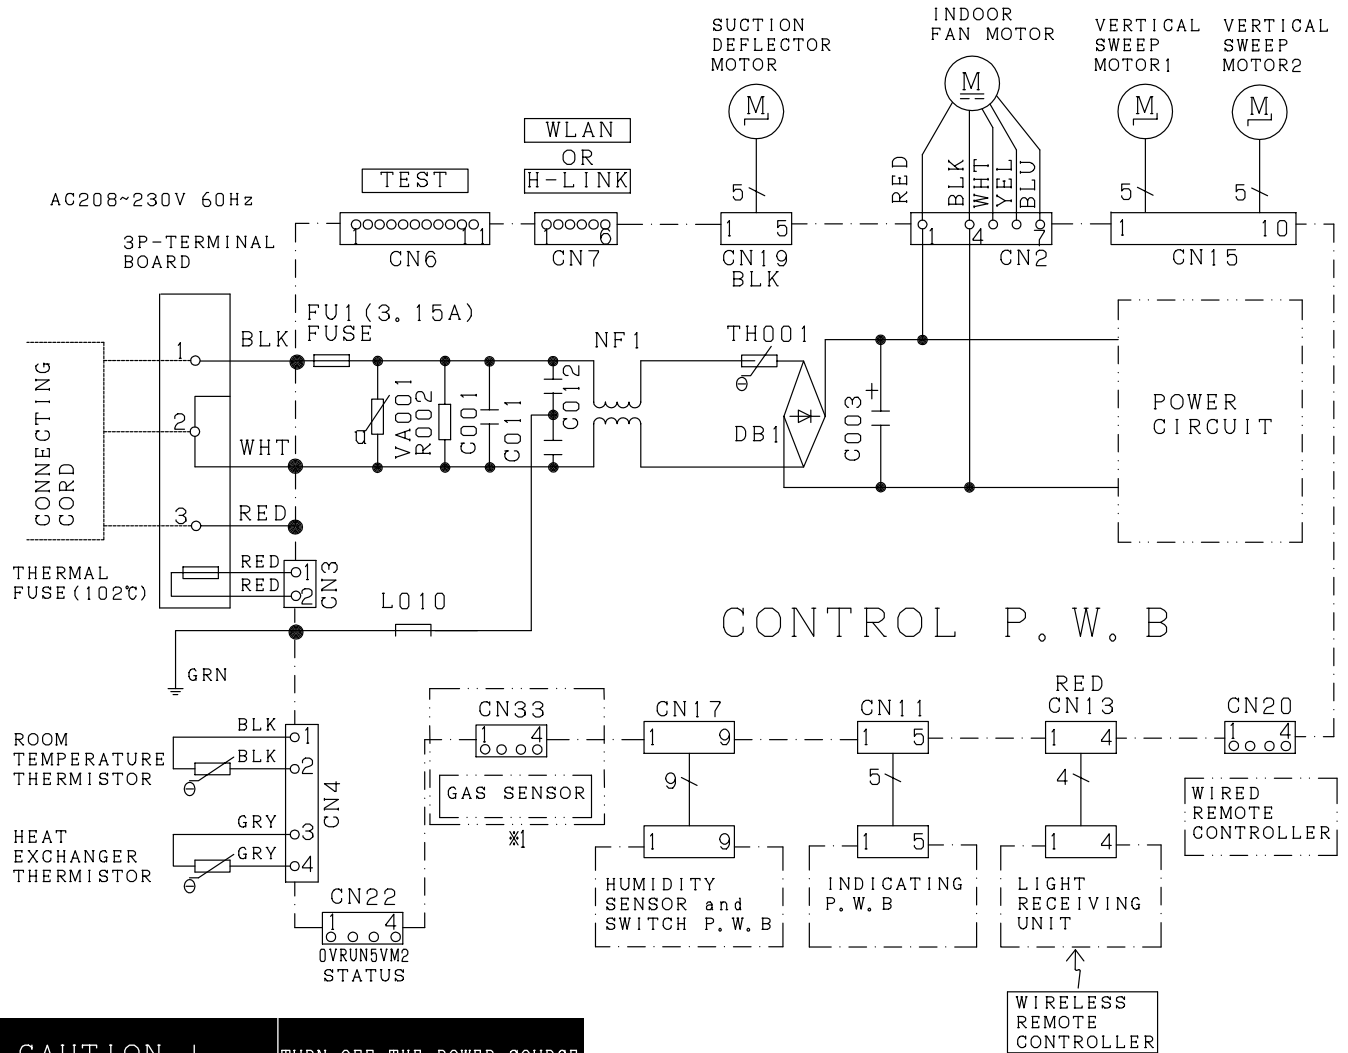 SUCTION
DEFLECTOR
MOTOR
M
INDOOR
FAN MOTOR
M
VERTICAL
SWEEP
MOTOR1
M
VERTICAL
SWEEP
MOTOR2
M
WLAN
OR
H-LINK
TEST
AC208~230V 60Hz
3P-TERMINAL
BOARD
5
RED
BLK
WHT
YEL
BLU
5
5
1 11
CN6
1 6
CN7
1 5
CN19
BLK
1 4 7
CN2
1 10
CN15
FU1(3.15A)
FUSE
NF1
TH001
θ
CONNECTING
CORD
1
BLK
2
WHT
3
RED
a
VA001
R002
C001
C011
C012
DB1
C003
+
POWER
CIRCUIT
THERMAL
FUSE(102℃)
RED
RED
1
2
CN3
L010
GRN
CONTROL P.W.B
ROOM
TEMPERATURE
THERMISTOR
θ
BLK
BLK
1
2
CN4
HEAT
EXCHANGER
THERMISTOR
θ
GRY
GRY
3
4
CN22
1 4
0VRUN5VM2
STATUS
CN33
1 4
GAS SENSOR
※1
CN17
1 9
9
1 9
HUMIDITY
SENSOR and
SWITCH P.W.B
CN11
1 5
5
1 5
INDICATING
P.W.B
RED
CN13
1 4
4
1 4
LIGHT
RECEIVING
UNIT
WIRELESS
REMOTE
CONTROLLER
CN20
1 4
WIRED
REMOTE
CONTROLLER
CAUTION
TURN OFF THE POWER SOURCE